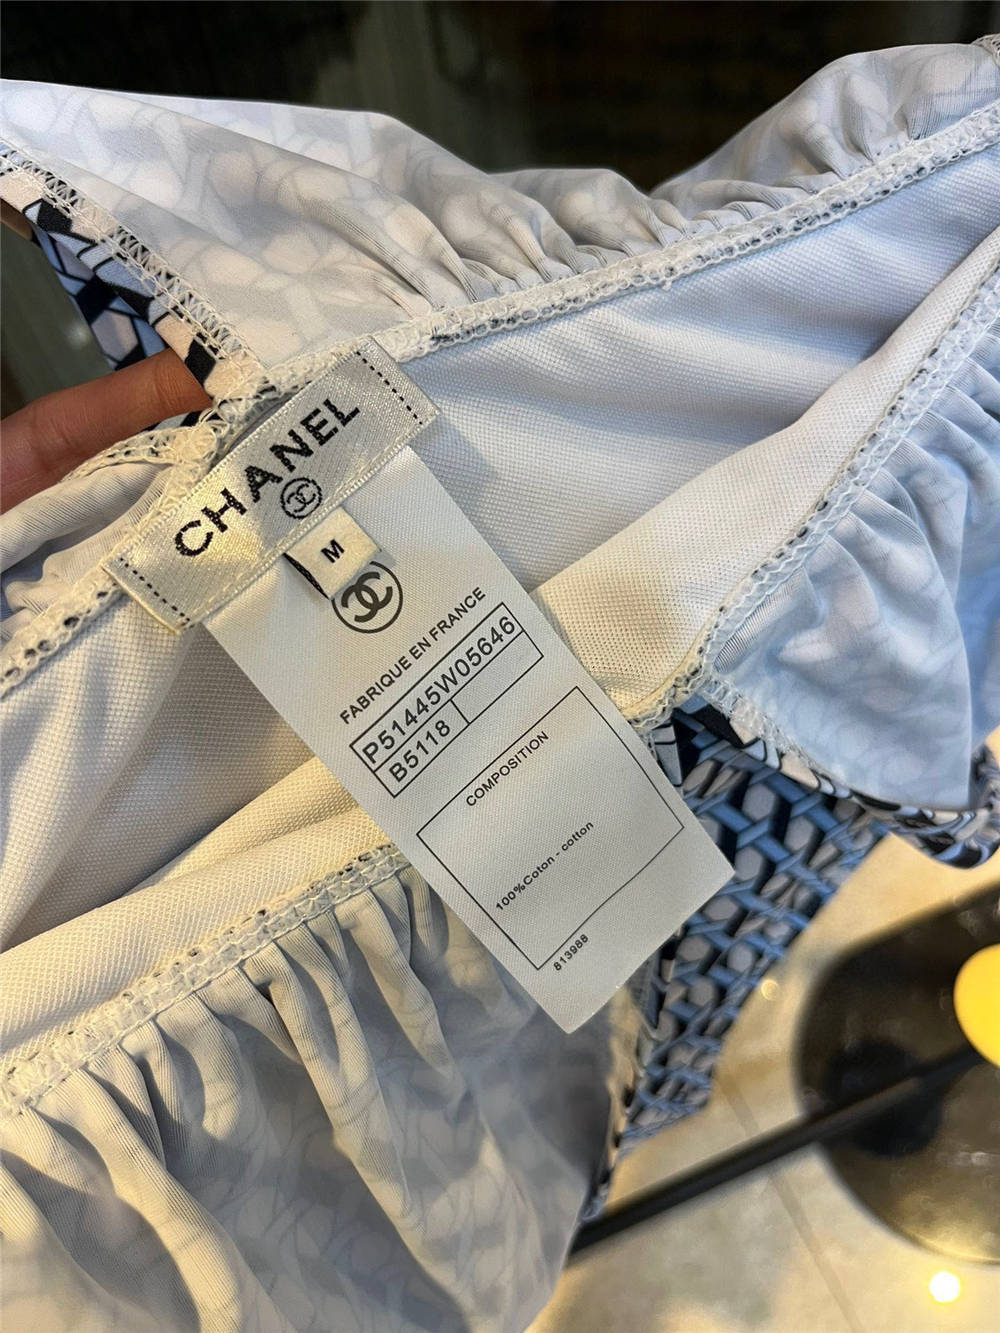 CHANEL
M
FABRIQUE EN FRANCE
P51445W05646
B5118
COMPOSITION
100%Coton - cotton
813988